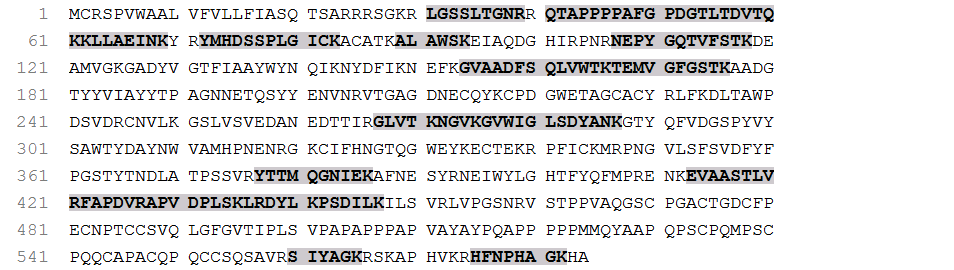 1 MCRSPVWAAL VFVLLFIASQ TSARRRSGKR LGSSLTGNRR QTAPPPPAFG PDGTLTDVTQ
61 KKLLAEINKY RYMHDSSPLG ICKACATKAL AWSKEIAQDG HIRPNRNEPY GQTVFSTKDE
121 AMVGKGADYV GTFIAAYWYN QIKNYDFIKN EFKGVAADFS QLVWTKTEMV GFGSTKAADG
181 TYYVIAYYTP AGNNETQSYY ENVNRVTGAG DNECQYKCPD GWETAGCACY RLFKDLTAWP
241 DSVDRCNVLK GSLVSVEDAN EDTTIRGLVT KNGVKGVWIG LSDYANKGTY QFVDGSPYVY
301 SAWTYDAYNW VAMHPNENRG KCIFHNGTQG WEYKECTEKR PFICKMRPNG VLSFSVDFYF
361 PGSTYTNDLA TPSSVRYTTM QGNIEKAFNE SYRNEIWYLG HTFYQFMPRE NKEVAASTLV
421 RFAPDVRAPV DPLSKLRDYL KPSDILKILS VRLVPGSNRV STPPVAQGSC PGACTGDCFP
481 ECNPTCCSVQ LGFGVTIPLS VPAPAPPPAP VAYAYPQAPP PPPMMQYAAP QPSCPQMPSC
541 PQQCAPACQP QCCSQSAVRS IYAGKRSKAP HVKRHFNPHA GKHA